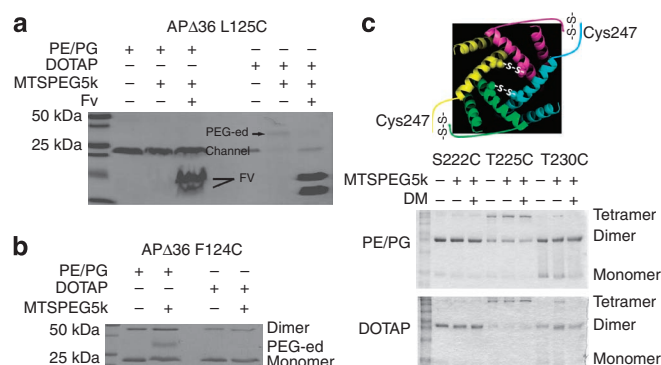 a
APΔ36 L125C
PE/PG + + + – – –
DOTAP – – – + + +
MTSPEG5k – + + – + +
Fv – – + – – +
50 kDa
25 kDa
PEG-ed
Channel
FV
b
APΔ36 F124C
PE/PG + + – –
DOTAP – – + +
MTSPEG5k – + – +
50 kDa
25 kDa
Dimer
PEG-ed
Monomer
c
-S-S-
Cys247
-S-S-
-S-S-
Cys247
-S-S-
S222C T225C T230C
MTSPEG5k – + + – + + – + +
DM – – + – – + – – +
PE/PG
Tetramer
Dimer
Monomer
DOTAP
Tetramer
Dimer
Monomer